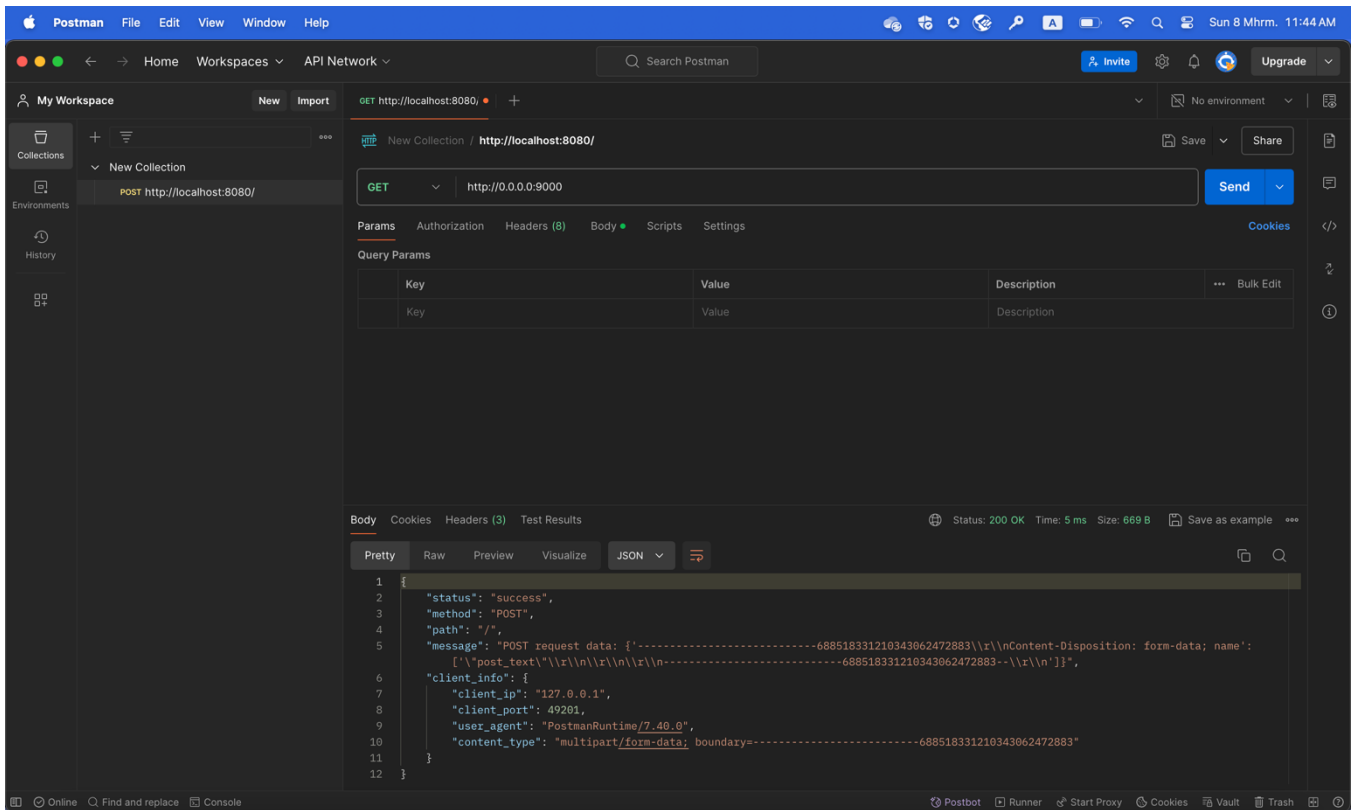 Postman File Edit View Window Help A Sun 8 Mhrm. 11:44 AM
Home Workspaces API Network Search Postman Invite Upgrade
My Workspace New Import GET http://localhost:8080/ No environment
Collections
Environments
History
New Collection
POST http://localhost:8080/
HTTP New Collection / http://localhost:8080/ Save Share
GET http://0.0.0.0:9000 Send
Params Authorization Headers (8) Body Scripts Settings Cookies
Query Params
Key Value Description Bulk Edit
Key Value Description
Body Cookies Headers (3) Test Results Status: 200 OK Time: 5 ms Size: 669 B Save as example
Pretty Raw Preview Visualize JSON
1 {
2 "status": "success",
3 "method": "POST",
4 "path": "/",
5 "message": "POST request data: {'----------------------------688518331210343062472883\\r\\nContent-Disposition: form-data; name':
['\"post_text\"\\r\\n\\r\\n\\r\\n----------------------------688518331210343062472883--\\r\\n']}",
6 "client_info": {
7 "client_ip": "127.0.0.1",
8 "client_port": 49201,
9 "user_agent": "PostmanRuntime/7.40.0",
10 "content_type": "multipart/form-data; boundary=--------------------------688518331210343062472883"
11 }
12 }
Online Find and replace Console Postbot Runner Start Proxy Cookies Vault Trash